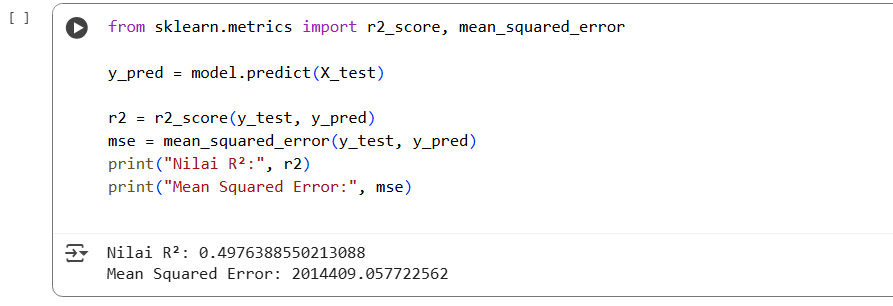 [ ]
from sklearn.metrics import r2_score, mean_squared_error
y_pred = model.predict(X_test)
r2 = r2_score(y_test, y_pred)
mse = mean_squared_error(y_test, y_pred)
print("Nilai R²:", r2)
print("Mean Squared Error:", mse)
Nilai R²: 0.4976388550213088
Mean Squared Error: 2014409.057722562